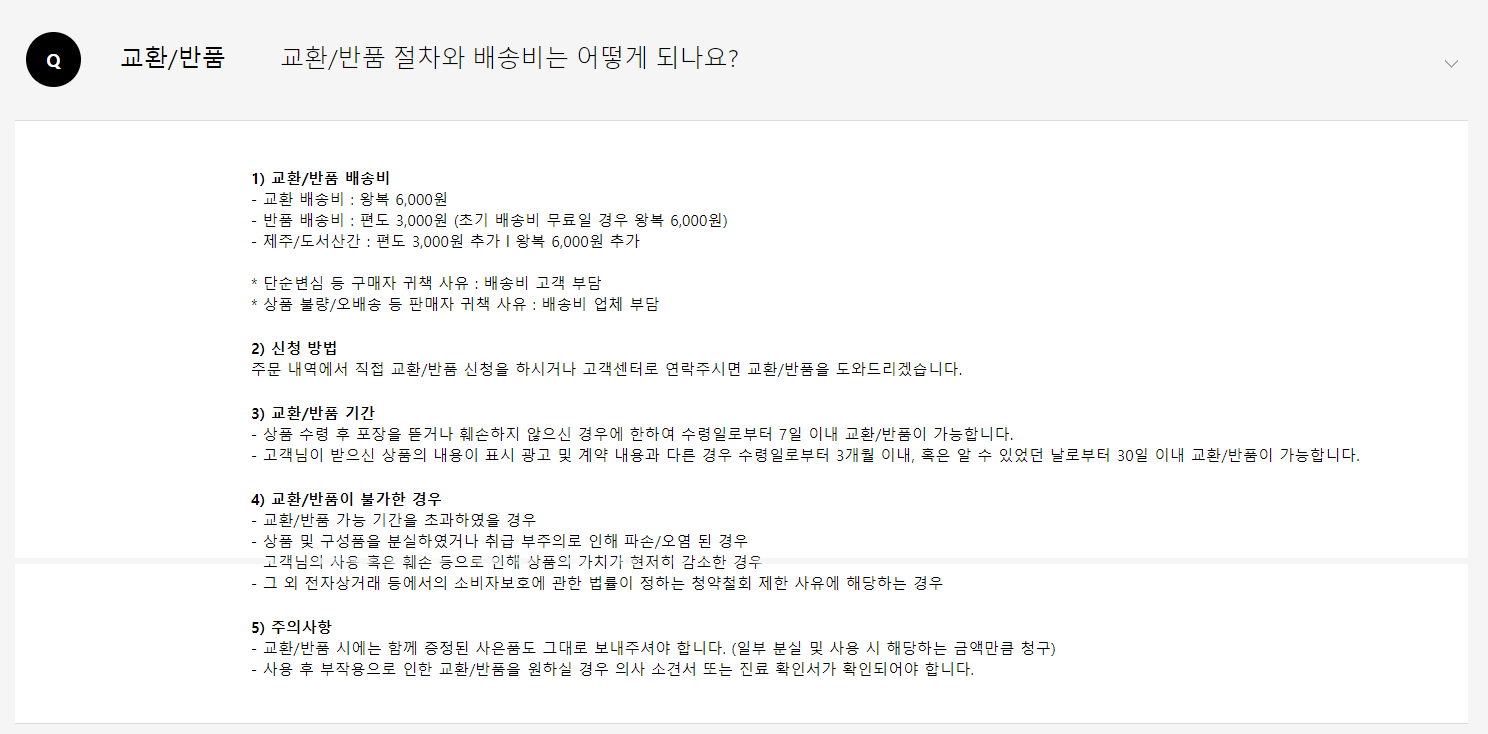 Q 교환/반품 교환/반품 절차와 배송비는 어떻게 되나요?
1) 교환/반품 배송비
- 교환 배송비 : 왕복 6,000원
- 반품 배송비 : 편도 3,000원 (초기 배송비 무료일 경우 왕복 6,000원)
- 제주/도서산간 : 편도 3,000원 추가 I 왕복 6,000원 추가
* 단순변심 등 구매자 귀책 사유 : 배송비 고객 부담
* 상품 불량/오배송 등 판매자 귀책 사유 : 배송비 업체 부담
2) 신청 방법
주문 내역에서 직접 교환/반품 신청을 하시거나 고객센터로 연락주시면 교환/반품을 도와드리겠습니다.
3) 교환/반품 기간
- 상품 수령 후 포장을 뜯거나 훼손하지 않으신 경우에 한하여 수령일로부터 7일 이내 교환/반품이 가능합니다.
- 고객님이 받으신 상품의 내용이 표시 광고 및 계약 내용과 다른 경우 수령일로부터 3개월 이내, 혹은 알 수 있었던 날로부터 30일 이내 교환/반품이 가능합니다.
4) 교환/반품이 불가한 경우
- 교환/반품 가능 기간을 초과하였을 경우
- 상품 및 구성품을 분실하였거나 취급 부주의로 인해 파손/오염 된 경우
고객님의 사용 혹은 훼손 등으로 인해 상품의 가치가 현저히 감소한 경우
- 그 외 전자상거래 등에서의 소비자보호에 관한 법률이 정하는 청약철회 제한 사유에 해당하는 경우
5) 주의사항
- 교환/반품 시에는 함께 증정된 사은품도 그대로 보내주셔야 합니다. (일부 분실 및 사용 시 해당하는 금액만큼 청구)
- 사용 후 부작용으로 인한 교환/반품을 원하실 경우 의사 소견서 또는 진료 확인서가 확인되어야 합니다.